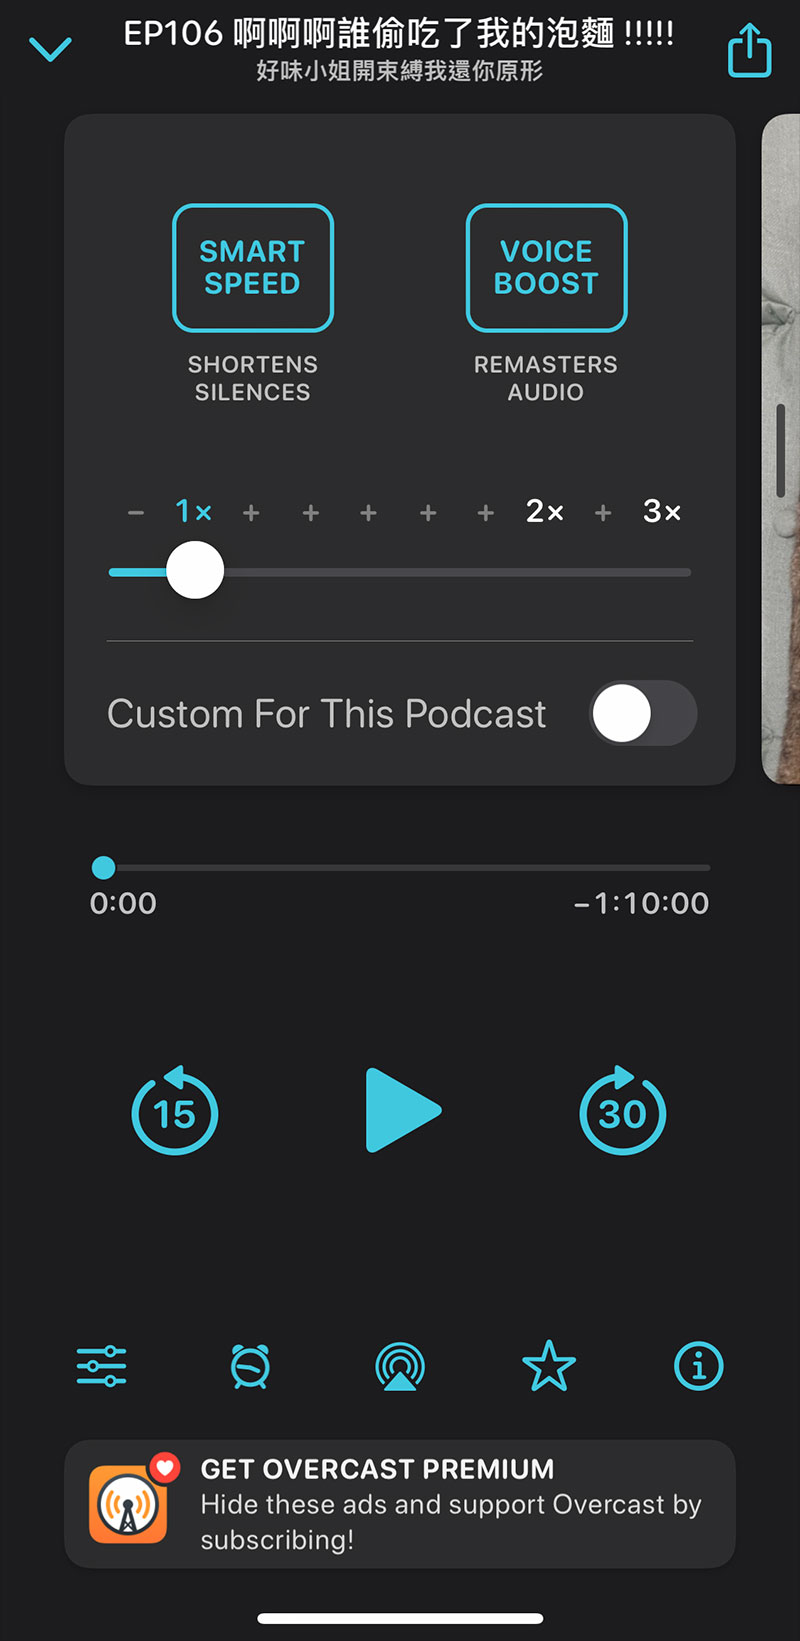 EP106 啊啊啊誰偷吃了我的泡麵 !!!!!
好味小姐開束縛我還你原形
SMART
SPEED
VOICE
BOOST
SHORTENS
SILENCES
REMASTERS
AUDIO
– 1× + + + + + 2× + 3×
Custom For This Podcast
0:00
–1:10:00
15
30
GET OVERCAST PREMIUM
Hide these ads and support Overcast by
subscribing!